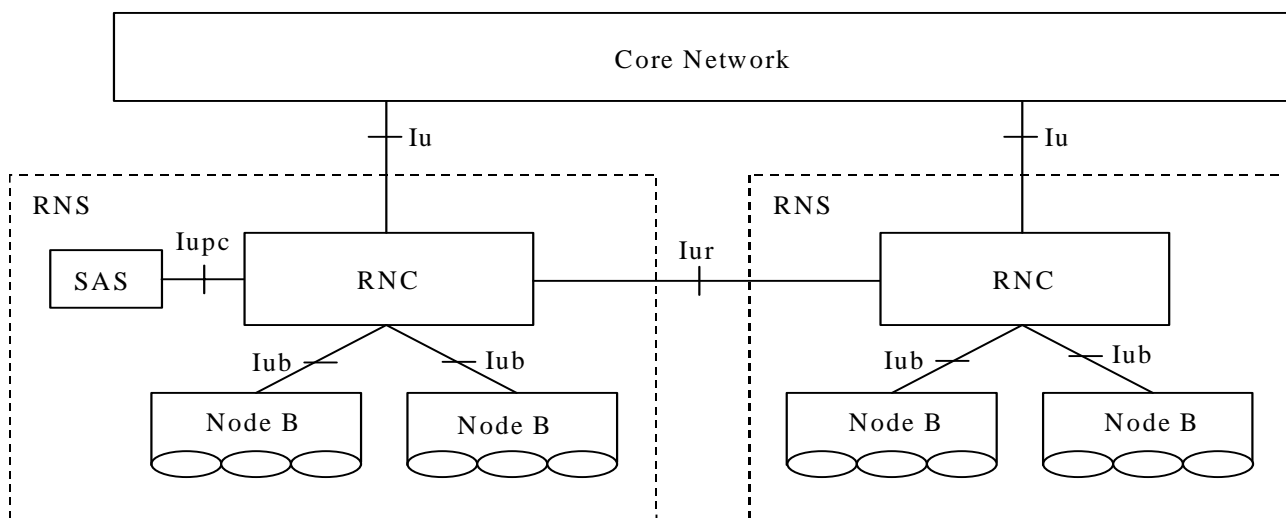 Core Network
Iu
Iu
RNS
RNS
Iupc
Iur
SAS
RNC
RNC
Iub
Iub
Iub
Iub
Node B
Node B
Node B
Node B